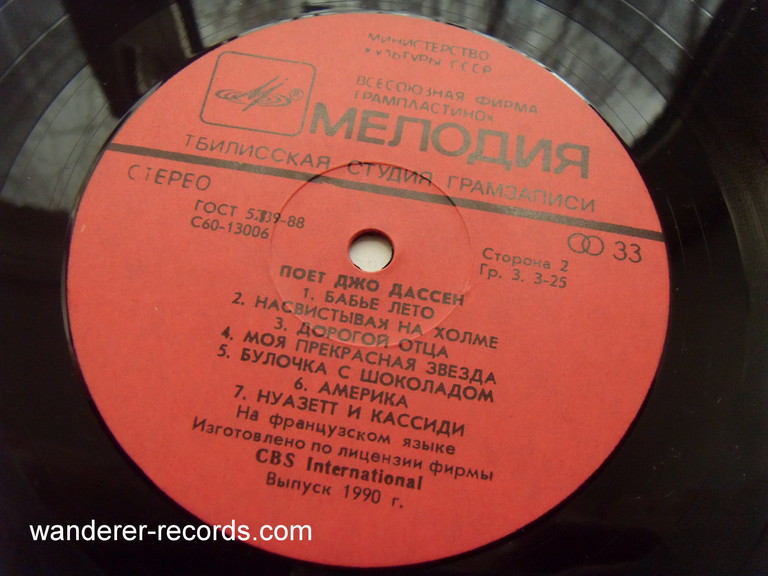 МИНИСТЕРСТВО
КУЛЬТУРЫ СССР
ВСЕСОЮЗНАЯ ФИРМА
ГРАМПЛАСТИНОК
МЕЛОДИЯ
ТБИЛИССКАЯ СТУДИЯ ГРАМЗАПИСИ
СТЕРЕО
33
ГОСТ 5289-88
С60-13006
Сторона 2
Гр. 3. 3-25
ПОЕТ ДЖО ДАССЕН
1. БАБЬЕ ЛЕТО
2. НАСВИСТЫВАЯ НА ХОЛМЕ
3. ДОРОГОЙ ОТЦА
4. МОЯ ПРЕКРАСНАЯ ЗВЕЗДА
5. БУЛОЧКА С ШОКОЛАДОМ
6. АМЕРИКА
7. НУАЗЕТТ И КАССИДИ
На французском языке
Изготовлено по лицензии фирмы
CBS International
Выпуск 1990 г.
wanderer-records.com